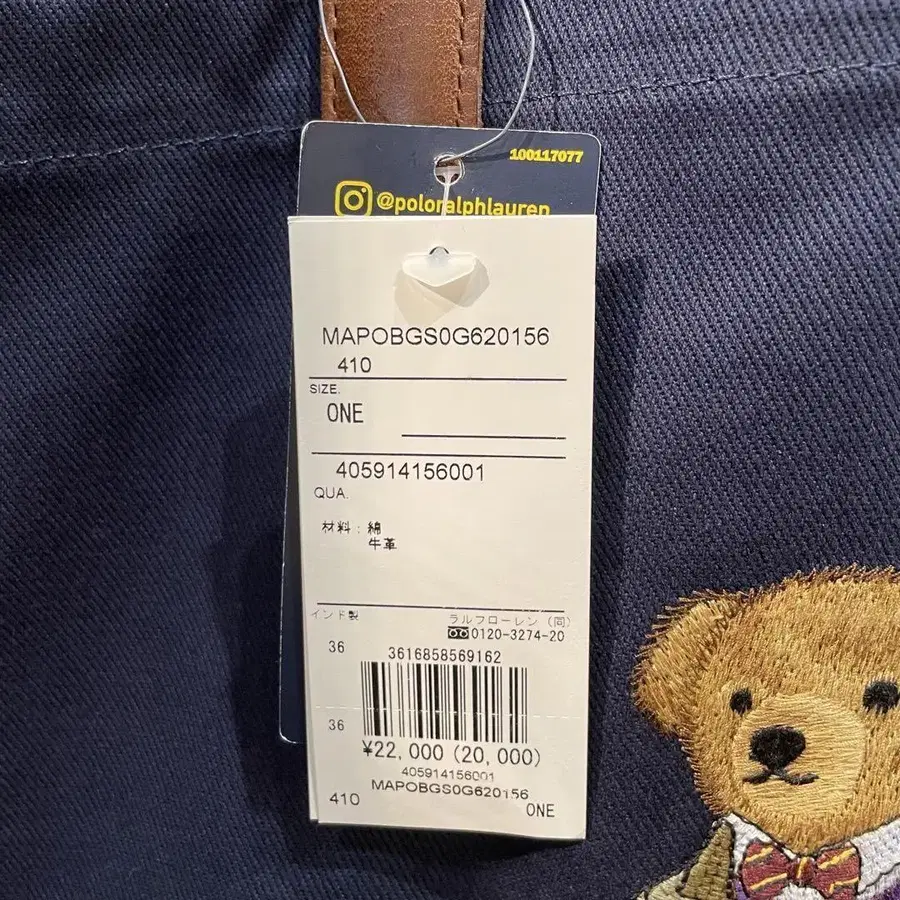 100117077
@poloralphlauren
MAPOBGS0G620156
410
SIZE.
ONE
405914156001
QUA.
材料：綿
牛革
インド製
ラルフローレン（同）
0120-3274-20
36
3616858569162
36
¥22,000(20,000)
405914156001
MAPOBGS0G620156
410
ONE